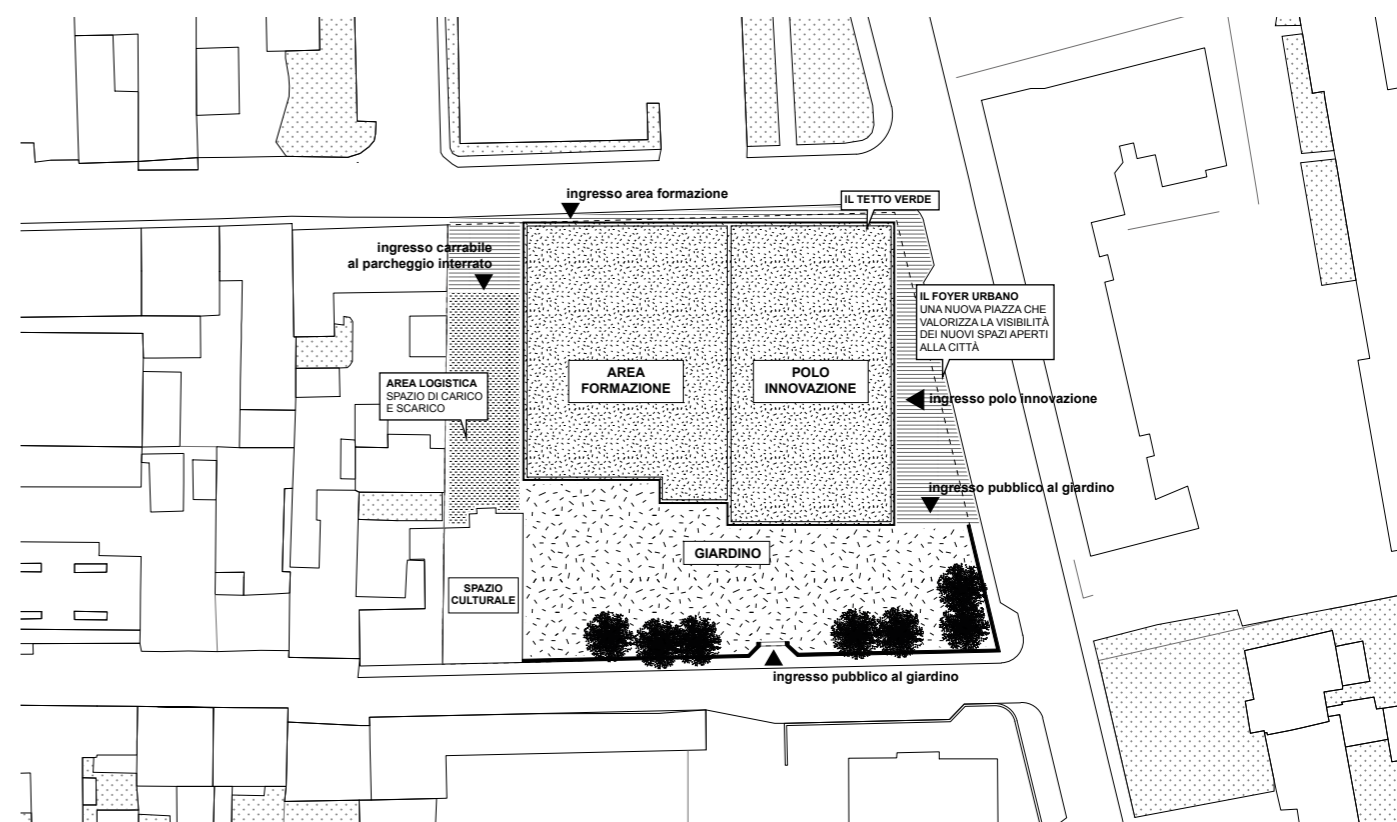 ingresso area formazione
IL TETTO VERDE
ingresso carrabile
al parcheggio interrato
IL FOYER URBANO
UNA NUOVA PIAZZA CHE
VALORIZZA LA VISIBILITÀ
DEI NUOVI SPAZI APERTI
ALLA CITTÀ
AREA
FORMAZIONE
POLO
INNOVAZIONE
AREA LOGISTICA
SPAZIO DI CARICO
E SCARICO
ingresso polo innovazione
ingresso pubblico al giardino
GIARDINO
SPAZIO
CULTURALE
ingresso pubblico al giardino